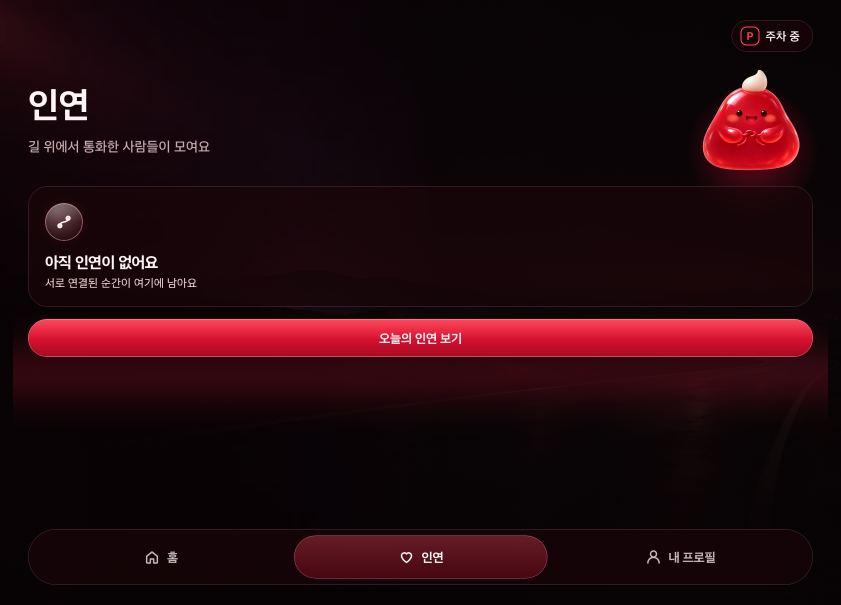 P 주차 중
인연
길 위에서 통화한 사람들이 모여요
아직 인연이 없어요
서로 연결된 순간이 여기에 남아요
오늘의 인연 보기
홈
인연
내 프로필